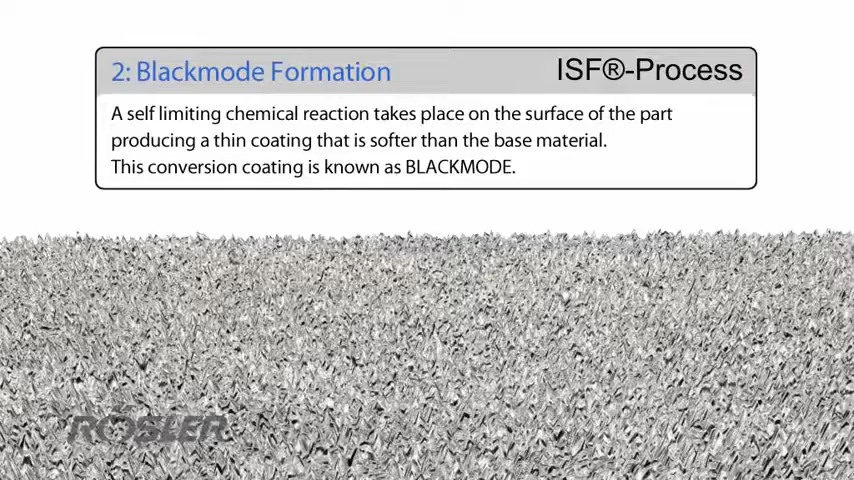 2: Blackmode Formation ISF®-Process
A self limiting chemical reaction takes place on the surface of the part
producing a thin coating that is softer than the base material.
This conversion coating is known as BLACKMODE.
RÖSLER